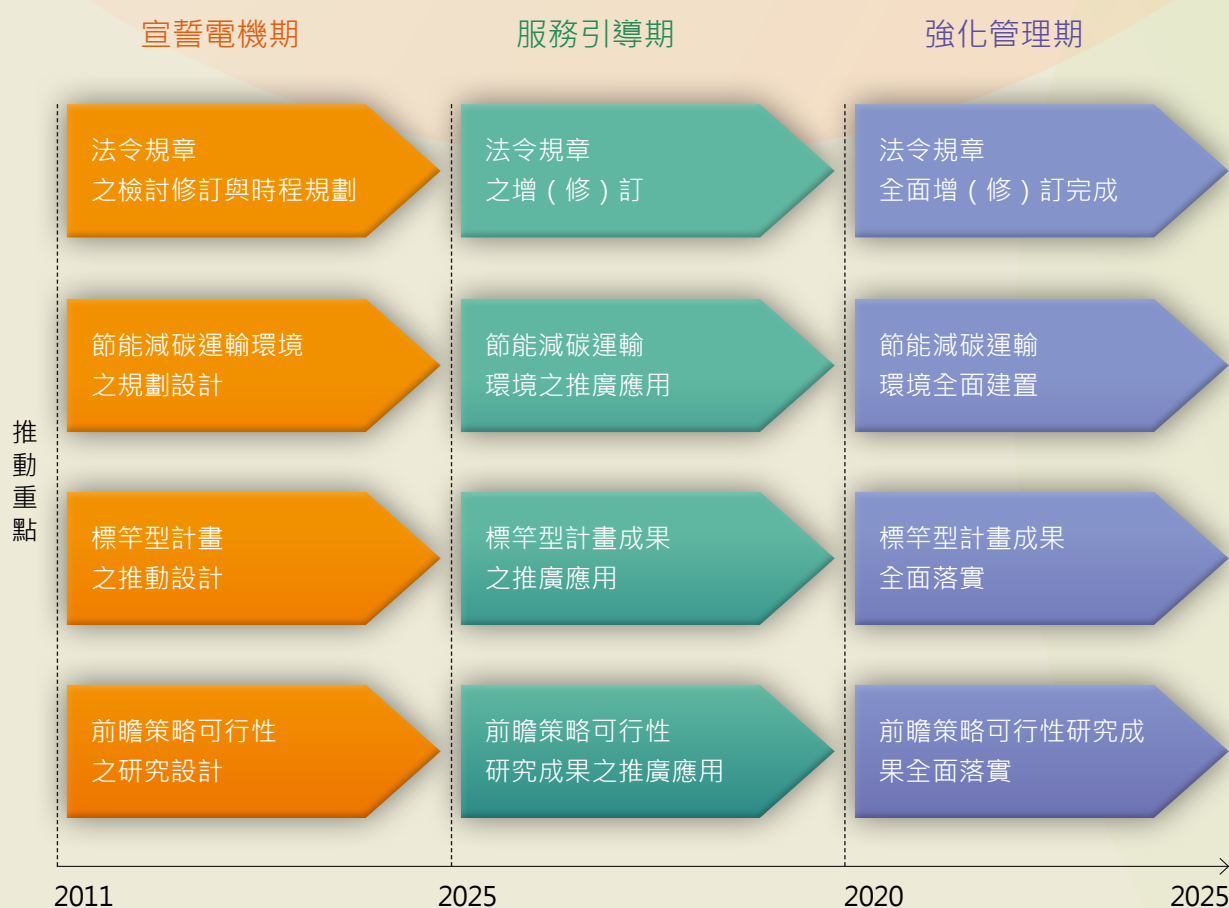 宣誓電機期
服務引導期
強化管理期
法令規章
之檢討修訂與時程規劃
法令規章
之增（修）訂
法令規章
全面增（修）訂完成
節能減碳運輸環境
之規劃設計
節能減碳運輸
環境之推廣應用
節能減碳運輸
環境全面建置
推動重點
標竿型計畫
之推動設計
標竿型計畫成果
之推廣應用
標竿型計畫成果
全面落實
前瞻策略可行性
之研究設計
前瞻策略可行性
研究成果之推廣應用
前瞻策略可行性研究成
果全面落實
2011
2025
2020
2025